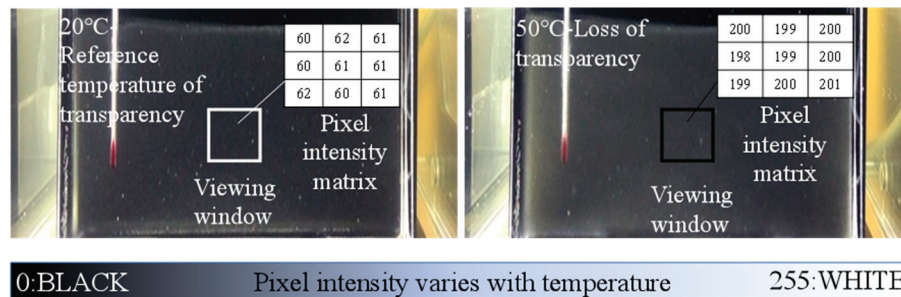 20°C-
Reference
temperature of
transparency
60 62 61
60 61 61
62 60 61
Pixel
intensity
matrix
Viewing
window
50°C-Loss of
transparency
200 199 200
198 199 200
199 200 201
Pixel
intensity
matrix
Viewing
window
0:BLACK Pixel intensity varies with temperature 255:WHITE